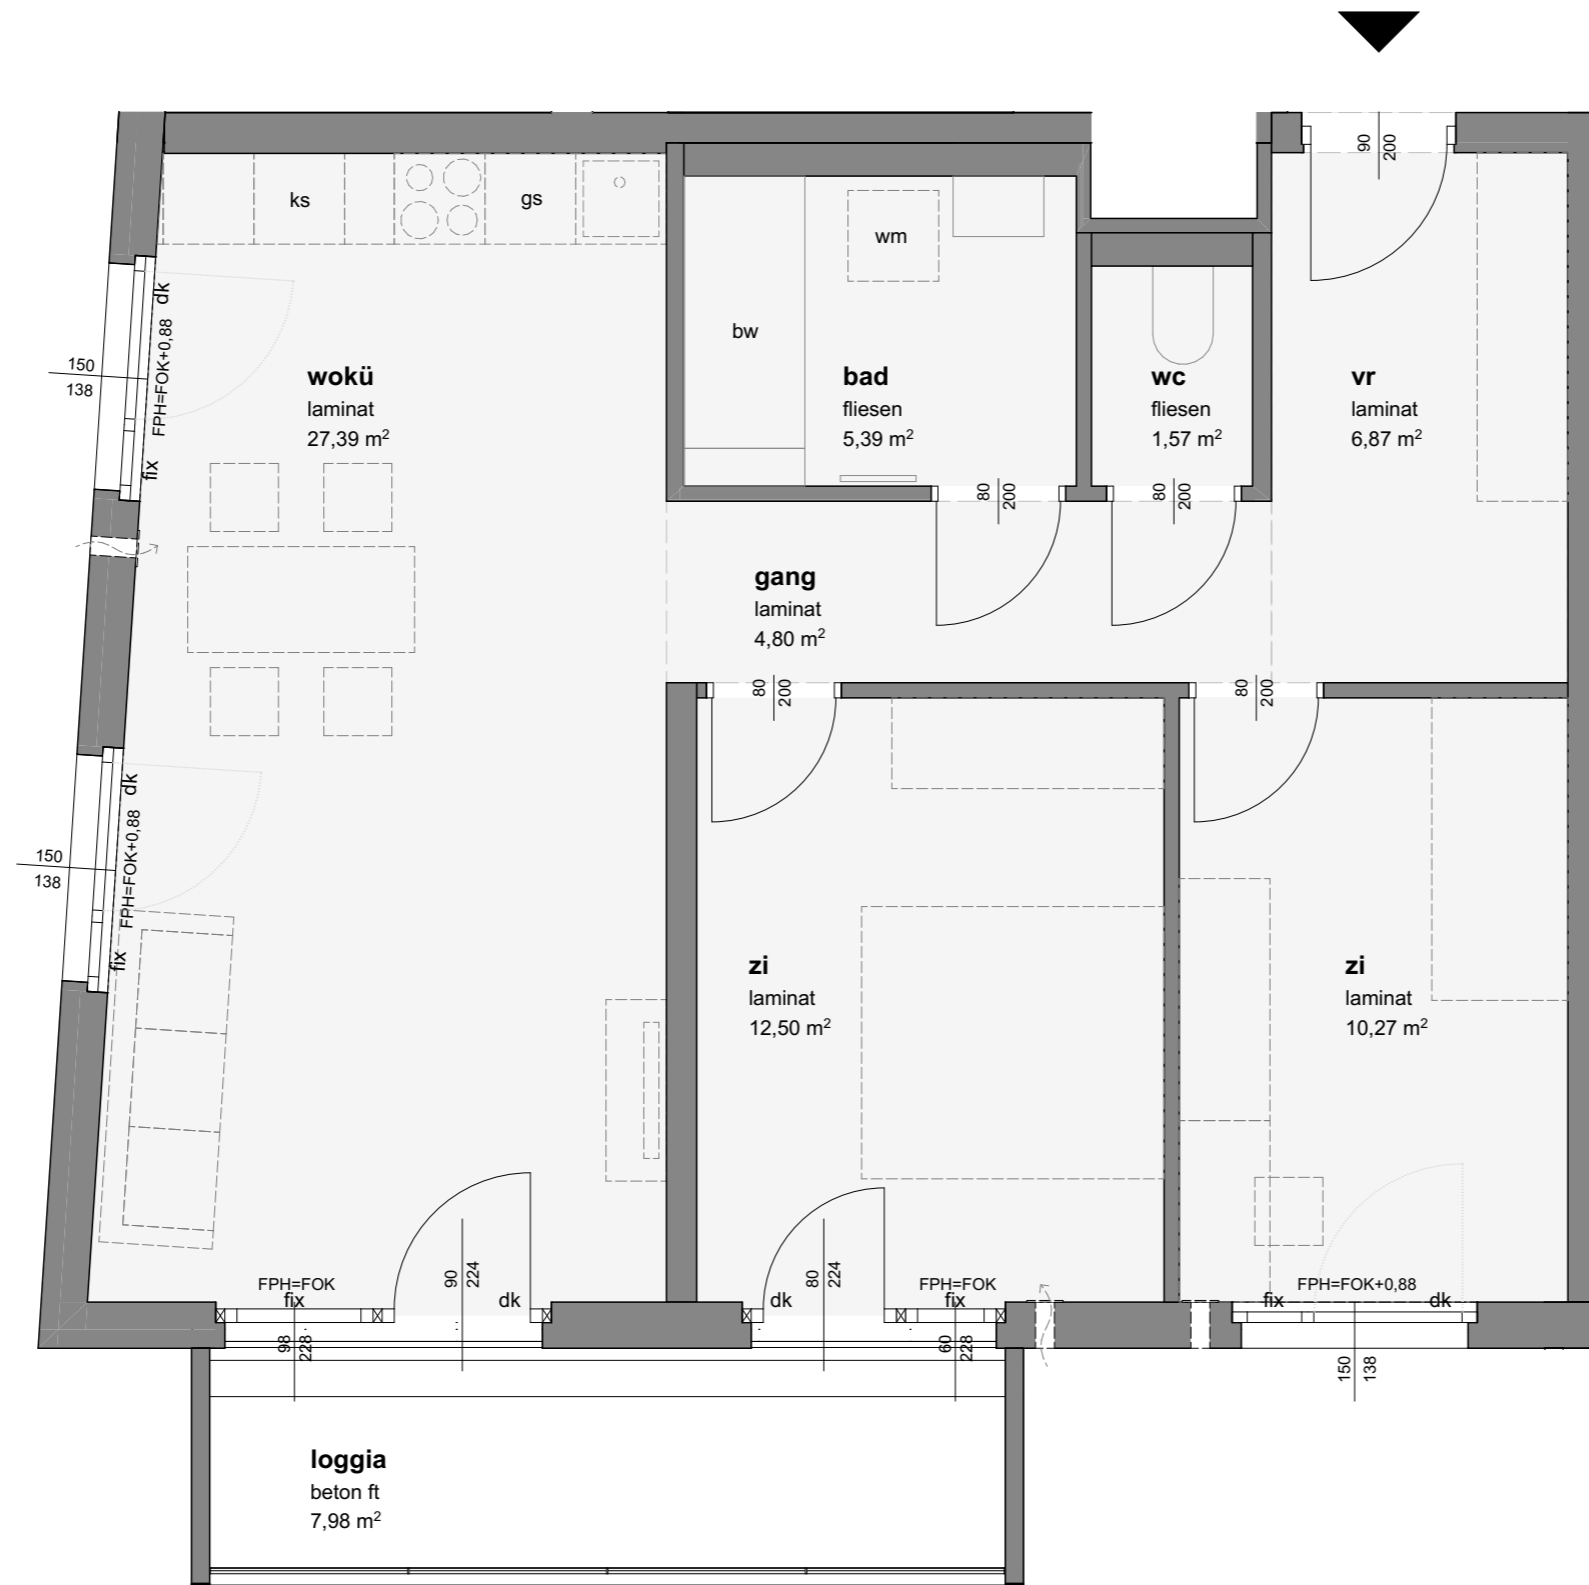 90
200
ks
gs
wm
bw
dk
FPH=FOK+0,88
fix
150
138
wokü
laminat
27,39 m²
bad
fliesen
5,39 m²
wc
fliesen
1,57 m²
vr
laminat
6,87 m²
80
200
80
200
gang
laminat
4,80 m²
80
200
80
200
dk
FPH=FOK+0,88
fix
150
138
zi
laminat
12,50 m²
zi
laminat
10,27 m²
FPH=FOK
fix
90
224
dk
80
224
dk
FPH=FOK
fix
FPH=FOK+0,88
fix
dk
98
228
60
228
150
138
loggia
beton ft
7,98 m²